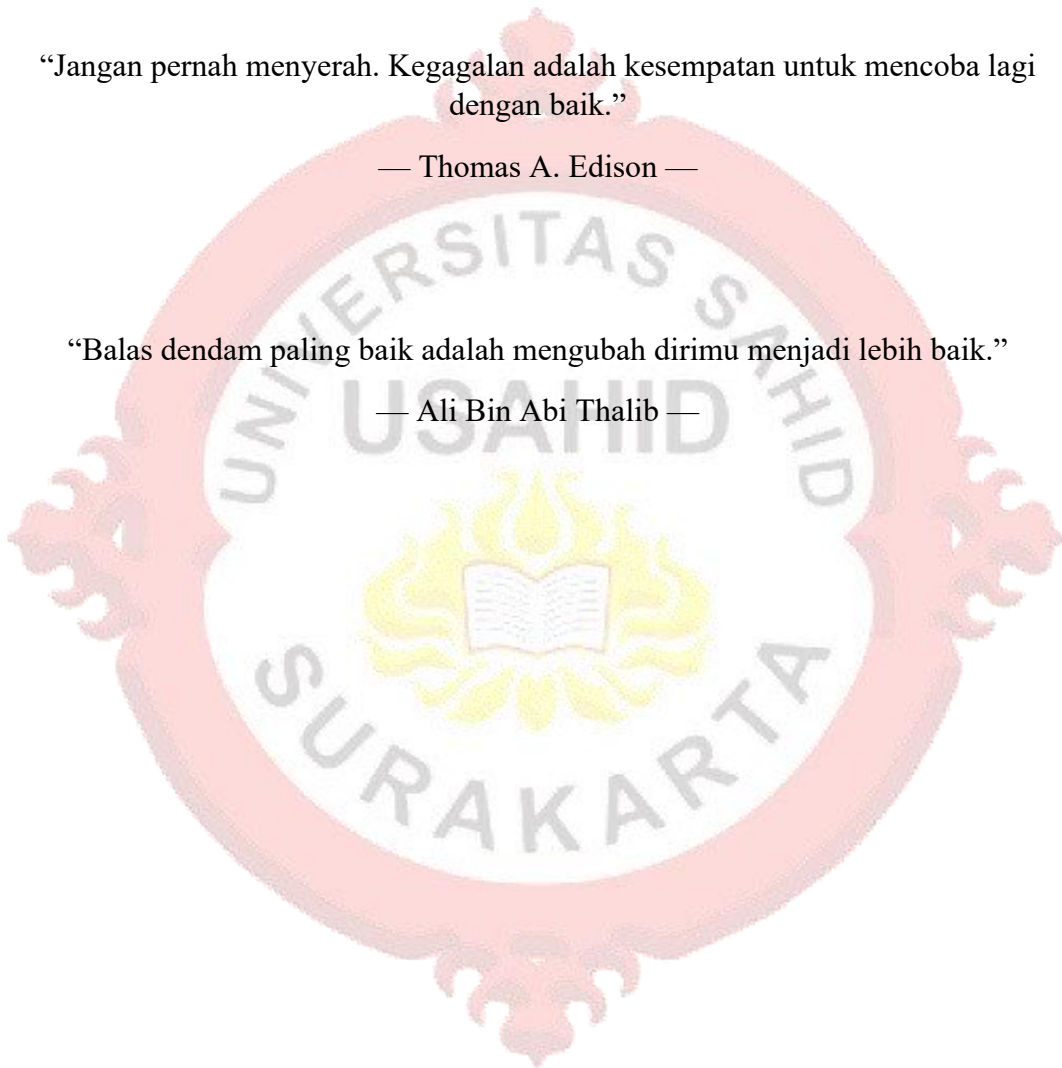 “Jangan pernah menyerah. Kegagalan adalah kesempatan untuk mencoba lagi
dengan baik.”
— Thomas A. Edison —
“Balas dendam paling baik adalah mengubah dirimu menjadi lebih baik.”
— Ali Bin Abi Thalib —
UNIVERSITAS SAHID
USAHID
SURAKARTA